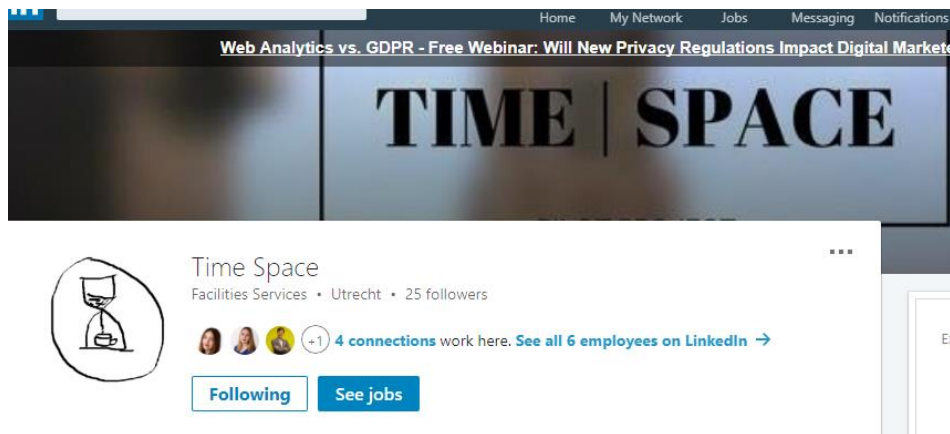 in
Home My Network Jobs Messaging Notifications
Web Analytics vs. GDPR - Free Webinar: Will New Privacy Regulations Impact Digital
TIME | SPACE
Time Space
Facilities Services • Utrecht • 25 followers
+1 4 connections work here. See all 6 employees on LinkedIn →
Following See jobs